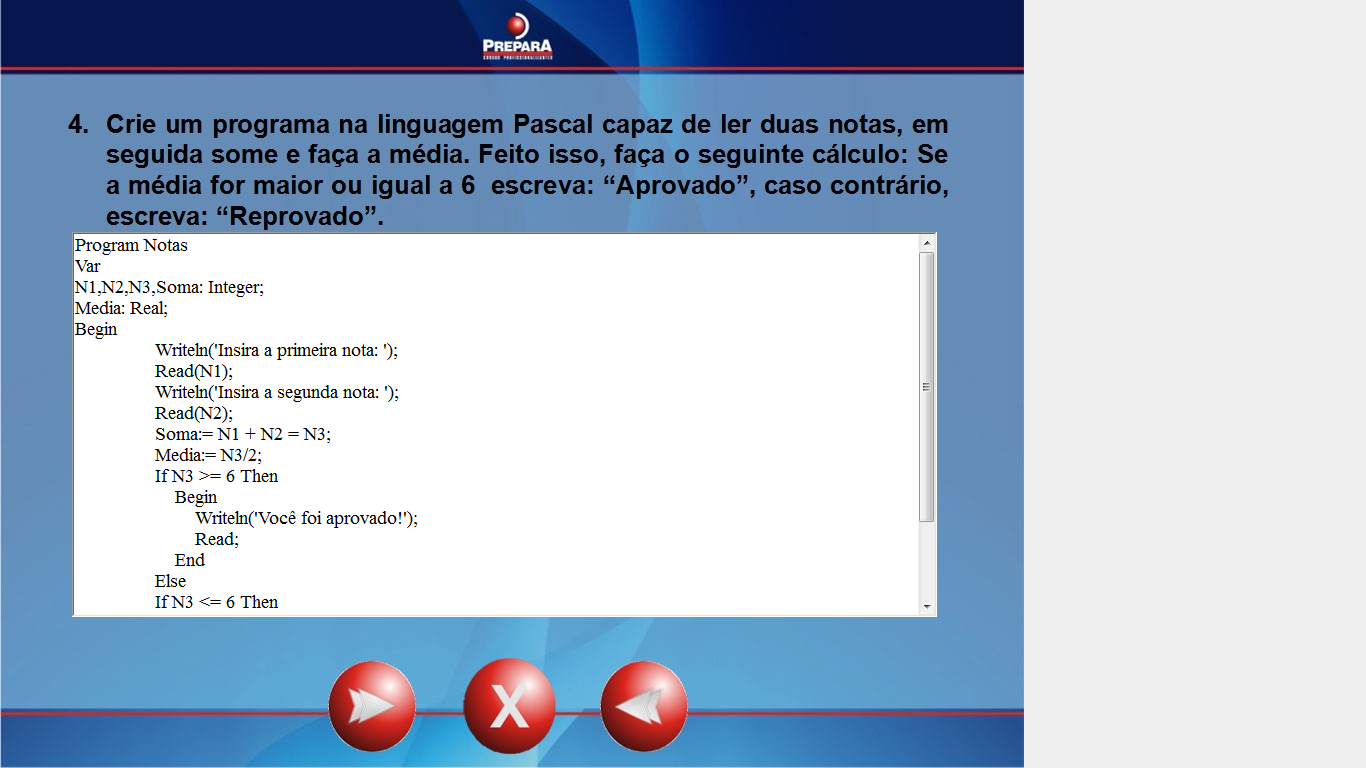 PREPARA
CURSOS PROFISSIONALIZANTES
4. Crie um programa na linguagem Pascal capaz de ler duas notas, em
seguida some e faça a média. Feito isso, faça o seguinte cálculo: Se
a média for maior ou igual a 6 escreva: “Aprovado”, caso contrário,
escreva: “Reprovado”.
Program Notas
Var
N1,N2,N3,Soma: Integer;
Media: Real;
Begin
Writeln('Insira a primeira nota: ');
Read(N1);
Writeln('Insira a segunda nota: ');
Read(N2);
Soma:= N1 + N2 = N3;
Media:= N3/2;
If N3 >= 6 Then
Begin
Writeln('Você foi aprovado!');
Read;
End
Else
If N3 <= 6 Then
X